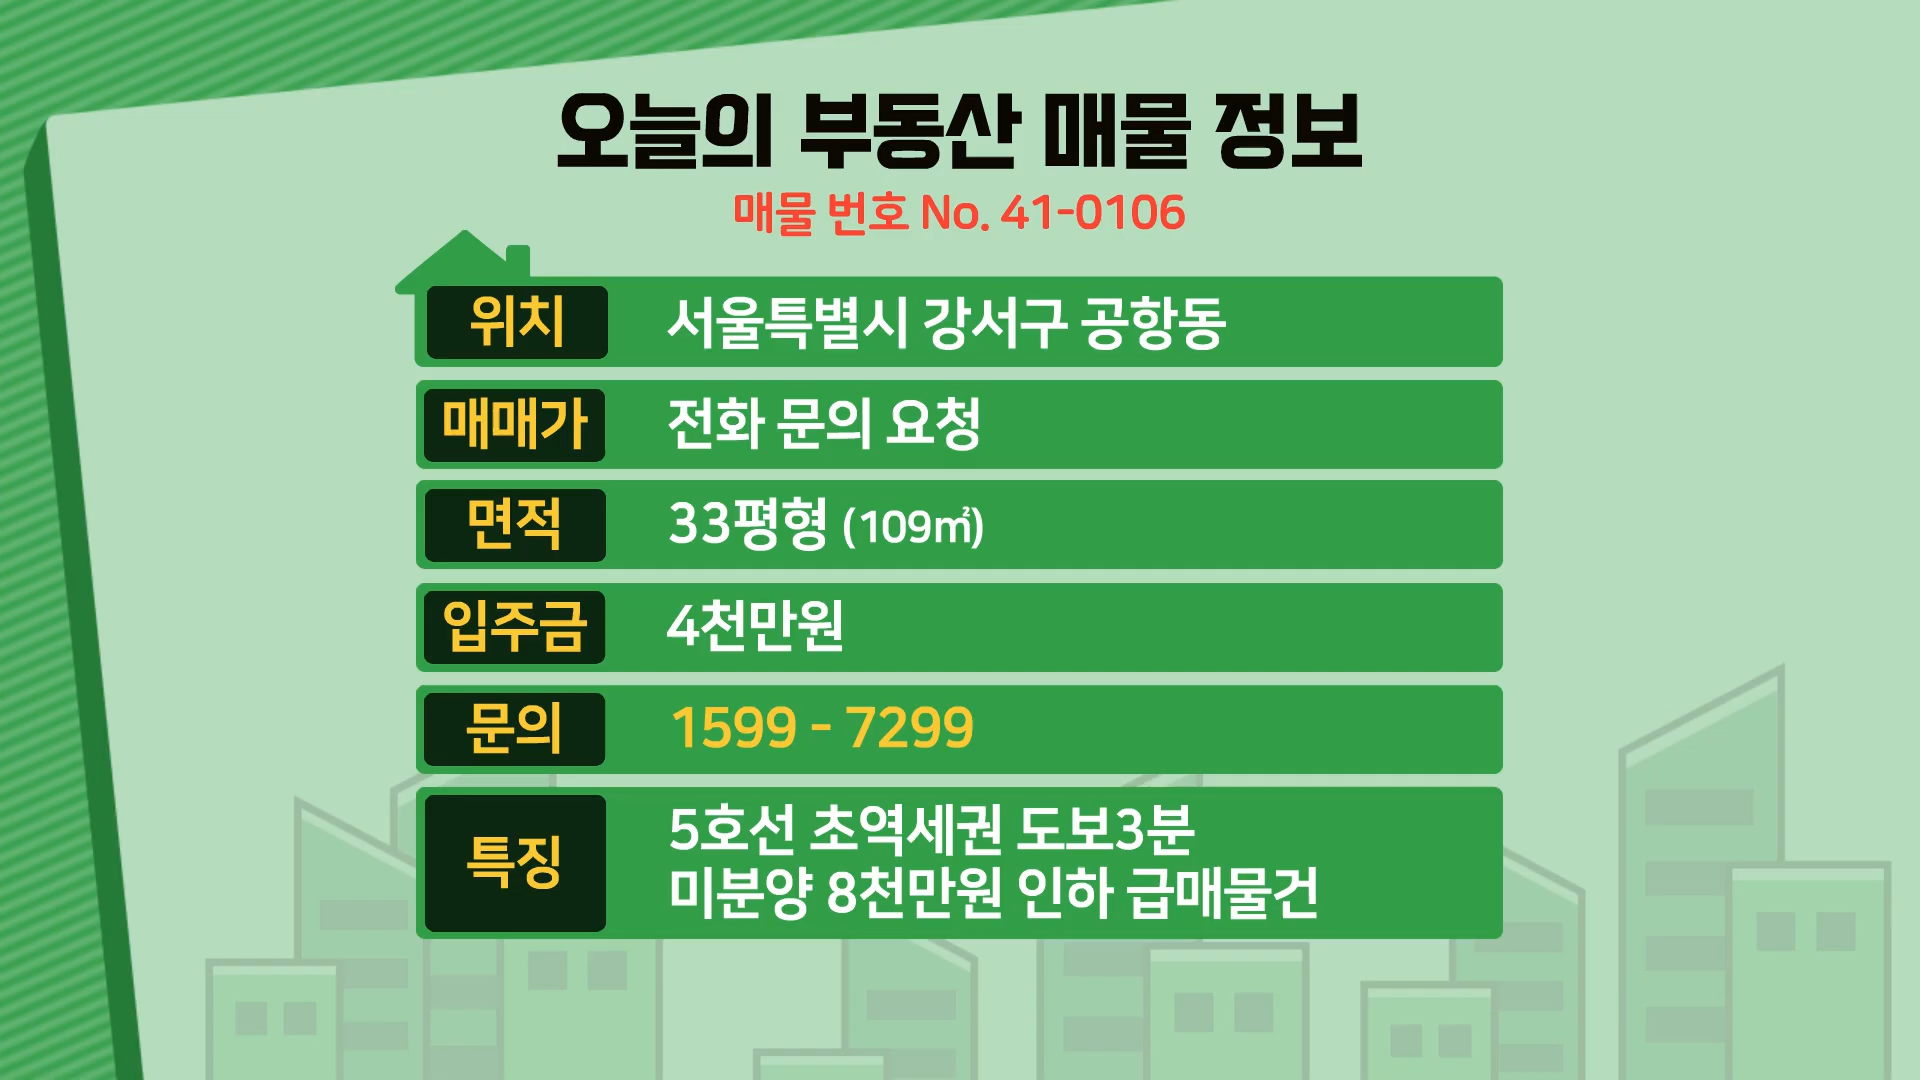 오늘의 부동산 매물 정보
매물 번호 No. 41-0106
위치 서울특별시 강서구 공항동
매매가 전화 문의 요청
면적 33평형 (109㎡)
입주금 4천만원
문의 1599 - 7299
특징 5호선 초역세권 도보3분
미분양 8천만원 인하 급매물건